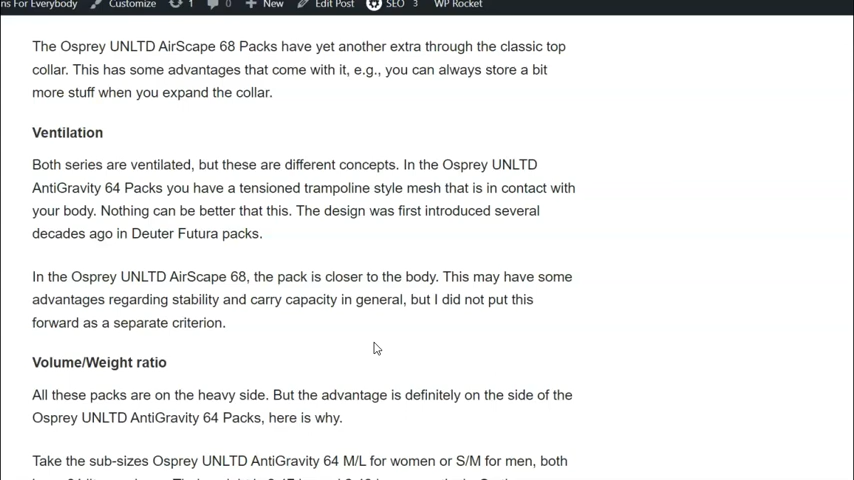 ns For Everybody Customize 1 0 New Edit Post SEO 3 WP Rocket
The Osprey UNLTD AirScape 68 Packs have yet another extra through the classic top
collar. This has some advantages that come with it, e.g., you can always store a bit
more stuff when you expand the collar.
Ventilation
Both series are ventilated, but these are different concepts. In the Osprey UNLTD
AntiGravity 64 Packs you have a tensioned trampoline style mesh that is in contact with
your body. Nothing can be better that this. The design was first introduced several
decades ago in Deuter Futura packs.
In the Osprey UNLTD AirScape 68, the pack is closer to the body. This may have some
advantages regarding stability and carry capacity in general, but I did not put this
forward as a separate criterion.
Volume/Weight ratio
All these packs are on the heavy side. But the advantage is definitely on the side of the
Osprey UNLTD AntiGravity 64 Packs, here is why.
Take the sub-sizes Osprey UNLTD AntiGravity 64 M/L for women or S/M for men, both